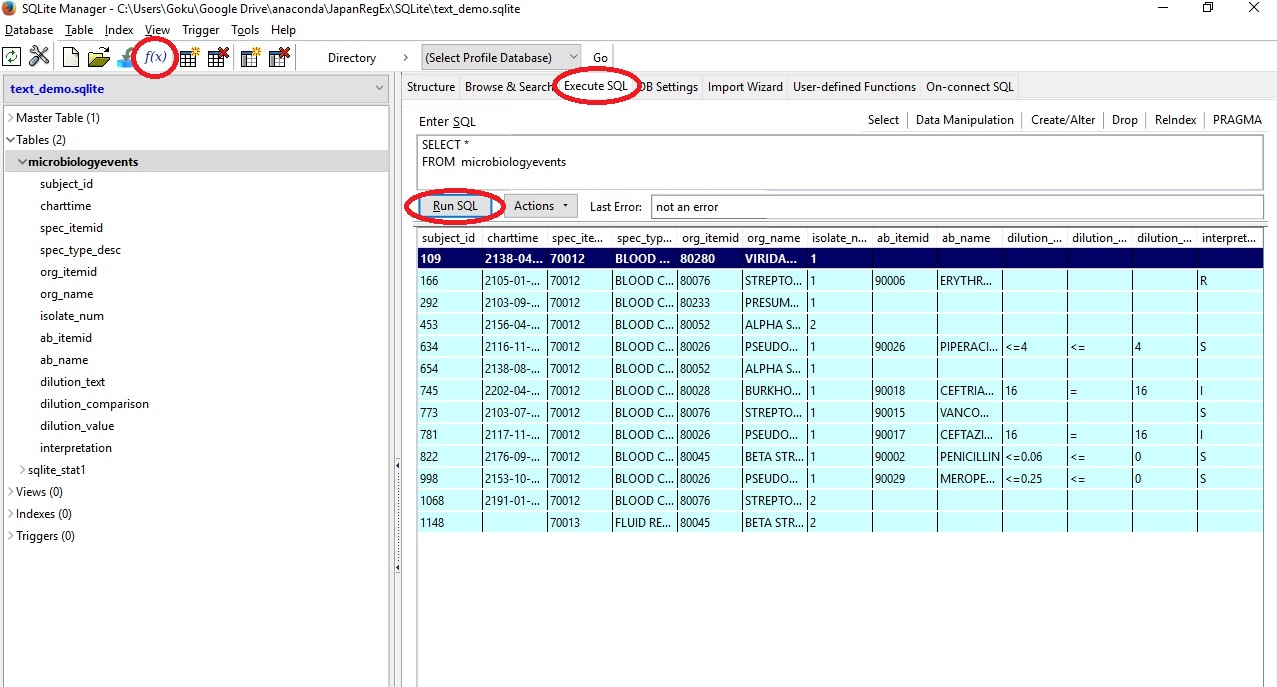 SQLite Manager - C:\Users\Goku\Google Drive\anaconda\JapanRegEx\SQLite\text_demo.sqlite
Database Table Index View Trigger Tools Help
f(x) Directory (Select Profile Database) Go
text_demo.sqlite
Structure Browse & Search Execute SQL DB Settings Import Wizard User-defined Functions On-connect SQL
Master Table (1)
Tables (2)
microbiologyevents
subject_id
charttime
spec_itemid
spec_type_desc
org_itemid
org_name
isolate_num
ab_itemid
ab_name
dilution_text
dilution_comparison
dilution_value
interpretation
sqlite_stat1
Views (0)
Indexes (0)
Triggers (0)
Enter SQL Select Data Manipulation Create/Alter Drop ReIndex PRAGMA
SELECT *
FROM microbiologyevents
Run SQL Actions Last Error: not an error
subject_id charttime spec_ite... spec_typ... org_itemid org_name isolate_n... ab_itemid ab_name dilution_... dilution_... dilution_... interpret...
109 2138-04... 70012 BLOOD ... 80280 VIRIDA... 1
166 2105-01-... 70012 BLOOD C... 80076 STREPTO... 1 90006 ERYTHR... R
292 2103-09-... 70012 BLOOD C... 80233 PRESUM... 1
453 2156-04-... 70012 BLOOD C... 80052 ALPHA S... 2
634 2116-11-... 70012 BLOOD C... 80026 PSEUDO... 1 90026 PIPERACI... <=4 <= 4 S
654 2138-08-... 70012 BLOOD C... 80052 ALPHA S... 1
745 2202-04-... 70012 BLOOD C... 80028 BURKHO... 1 90018 CEFTRIA... 16 = 16 I
773 2103-07-... 70012 BLOOD C... 80076 STREPTO... 1 90015 VANCO... S
781 2117-11-... 70012 BLOOD C... 80026 PSEUDO... 1 90017 CEFTAZI... 16 = 16 I
822 2176-09-... 70012 BLOOD C... 80045 BETA STR... 1 90002 PENICILLIN <=0.06 <= 0 S
998 2153-10-... 70012 BLOOD C... 80026 PSEUDO... 1 90029 MEROPE... <=0.25 <= 0 S
1068 2191-01-... 70012 BLOOD C... 80076 STREPTO... 2
1148 70013 FLUID RE... 80045 BETA STR... 2